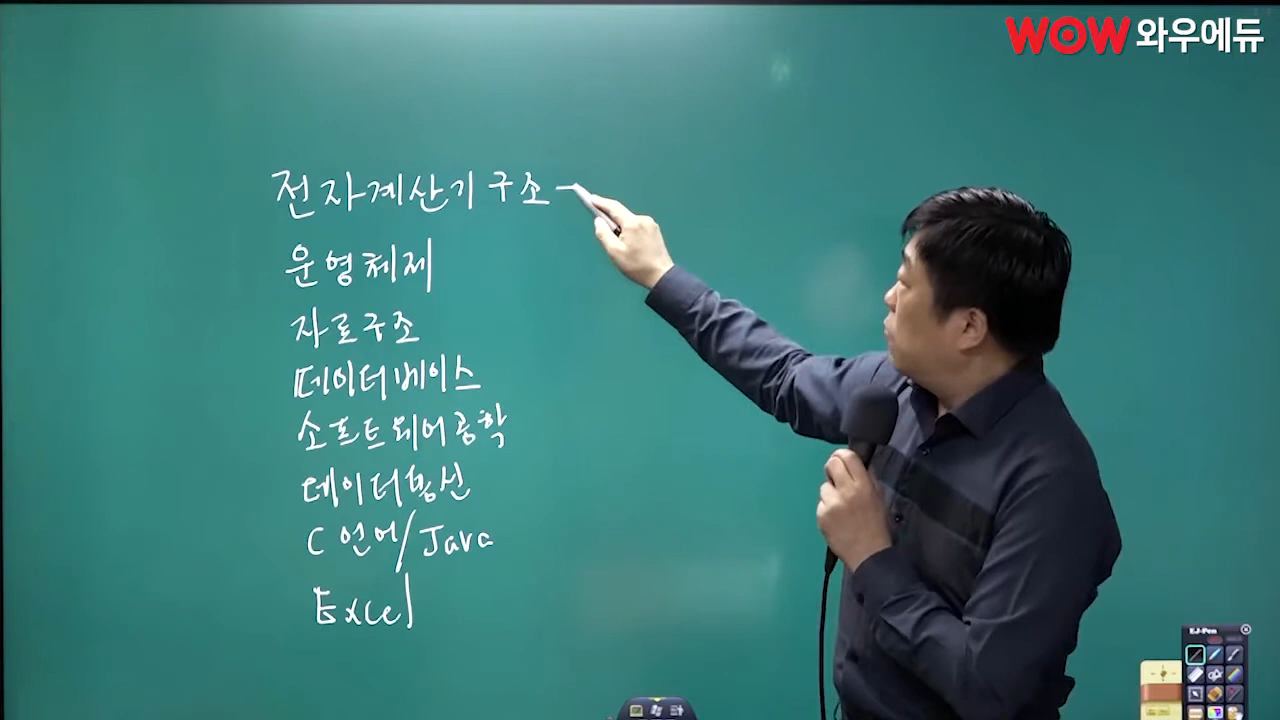 WOW 와우에듀
전자계산기 구조
운영체제
자료구조
데이터베이스
소프트웨어공학
데이터통신
C 언어/Java
Excel
EJ-Pen